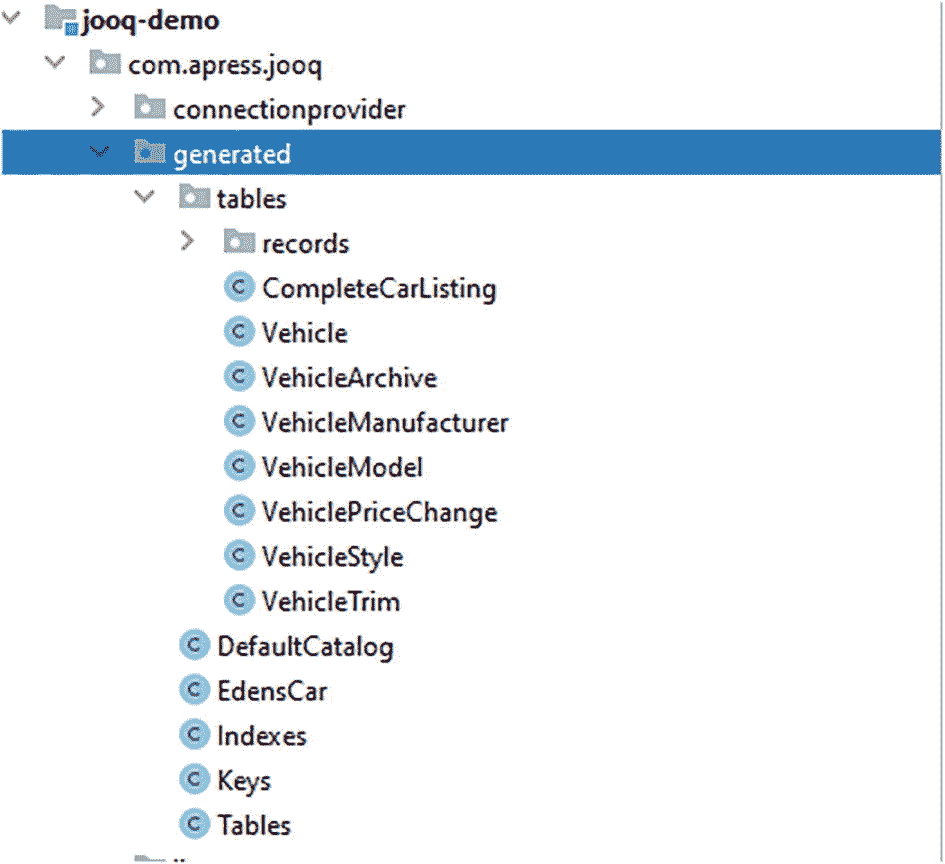 jooq-demo
com.apress.jooq
connectionprovider
generated
tables
records
C CompleteCarListing
C Vehicle
C VehicleArchive
C VehicleManufacturer
C VehicleModel
C VehiclePriceChange
C VehicleStyle
C VehicleTrim
C DefaultCatalog
C EdensCar
C Indexes
C Keys
C Tables